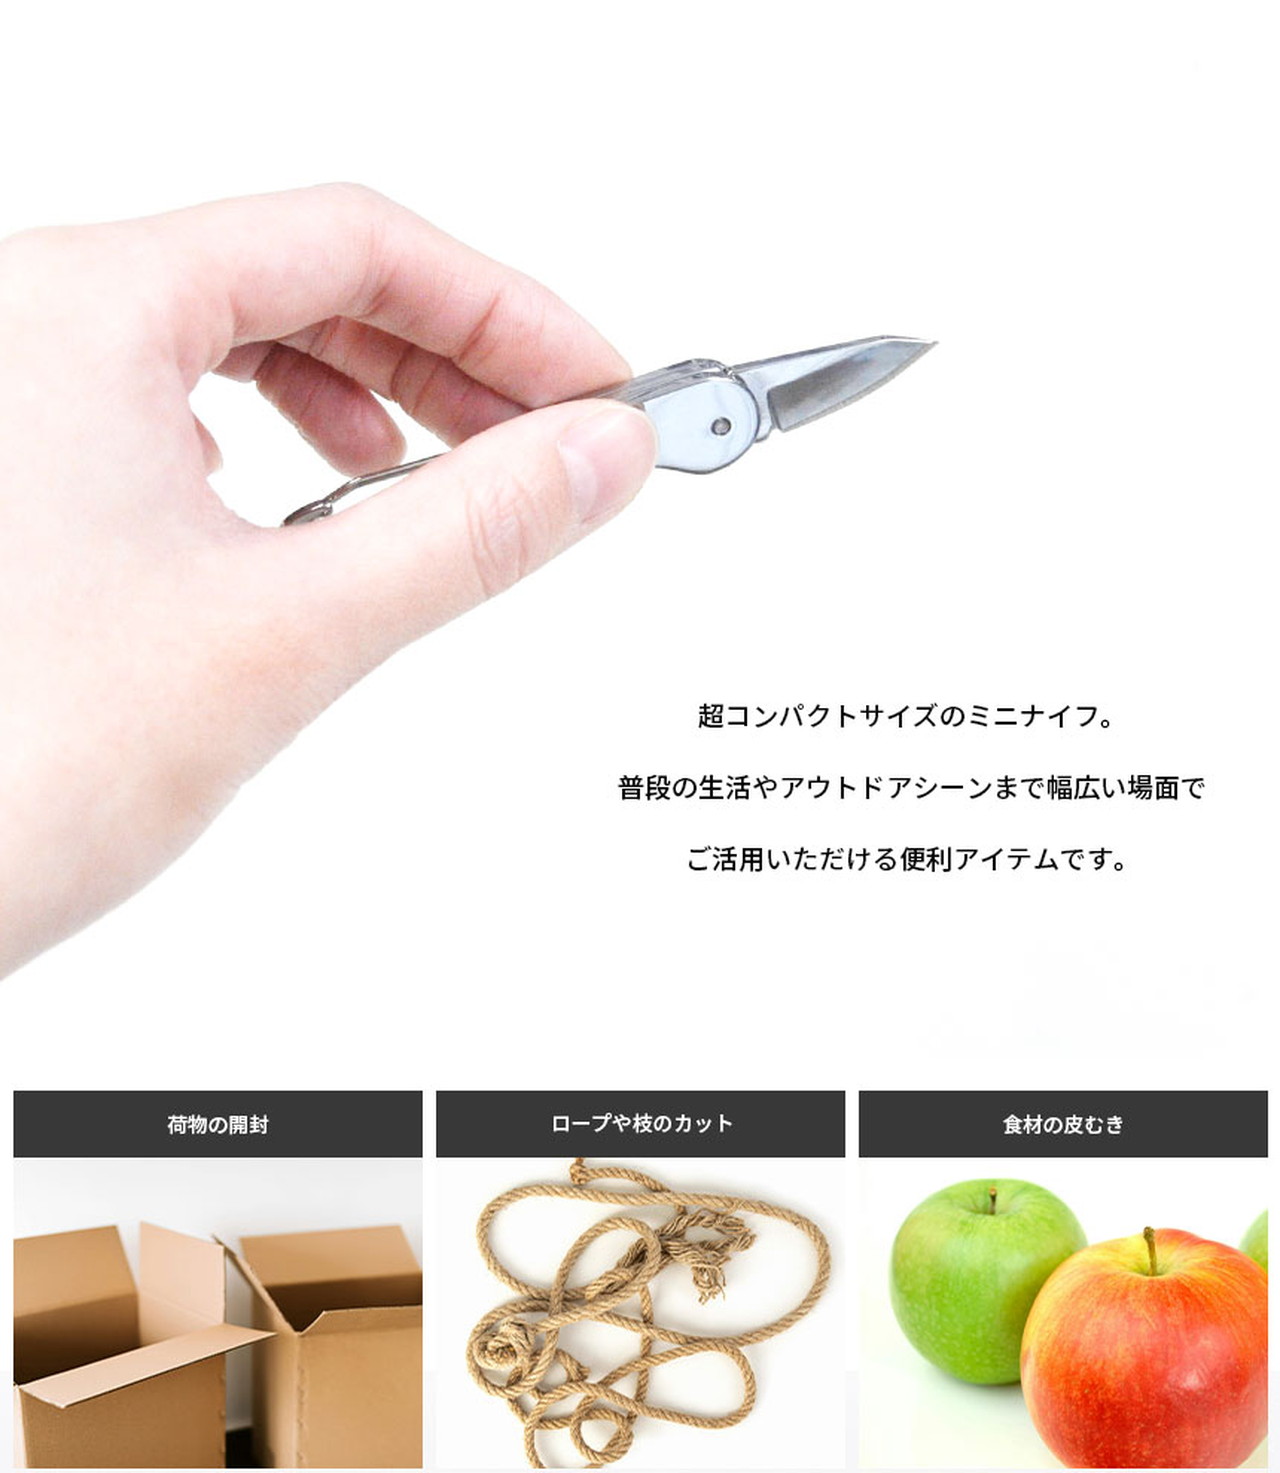 超コンパクトサイズのミニナイフ。
普段の生活やアウトドアシーンまで幅広い場面で
ご活用いただける便利アイテムです。
荷物の開封
ロープや枝のカット
食材の皮むき